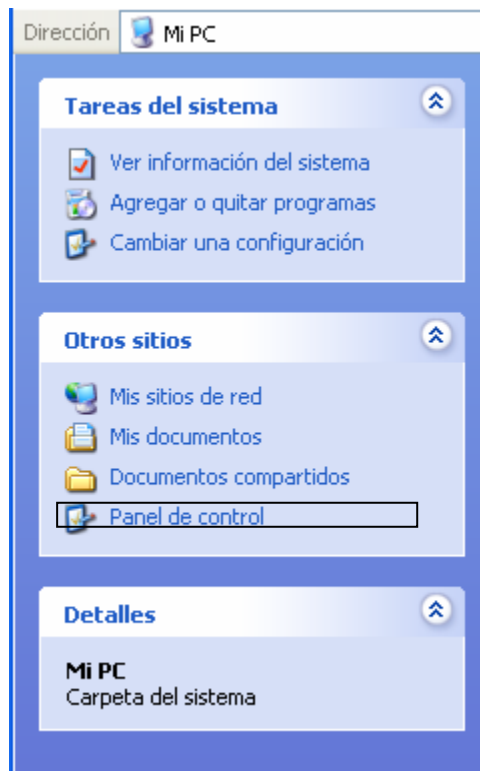 Dirección Mi PC
Tareas del sistema
Ver información del sistema
Agregar o quitar programas
Cambiar una configuración
Otros sitios
Mis sitios de red
Mis documentos
Documentos compartidos
Panel de control
Detalles
Mi PC
Carpeta del sistema